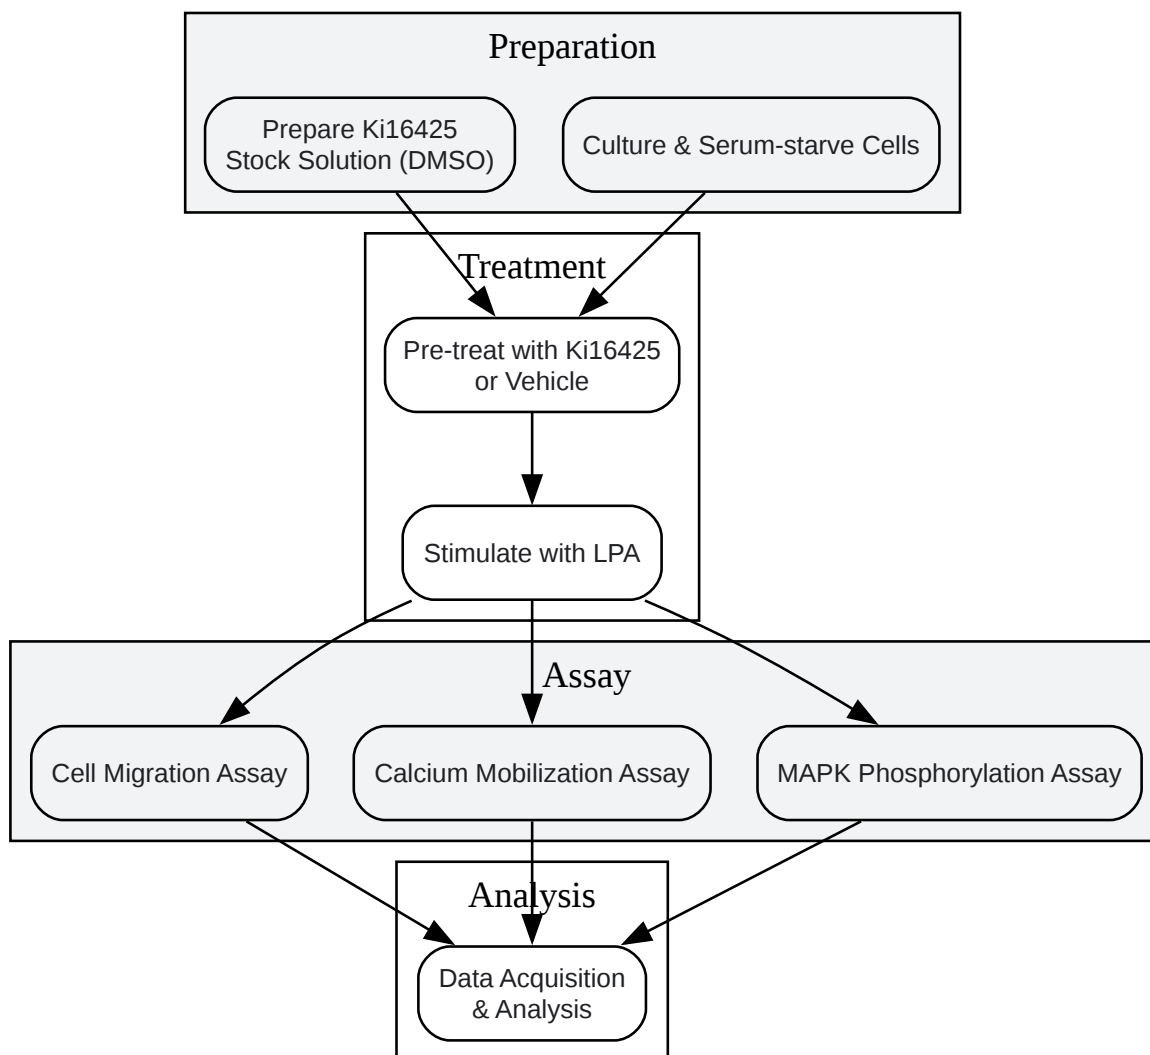 Preparation
Prepare Ki16425
Stock Solution (DMSO)
Culture & Serum-starve Cells
Treatment
Pre-treat with Ki16425
or Vehicle
Stimulate with LPA
Assay
Cell Migration Assay
Calcium Mobilization Assay
MAPK Phosphorylation Assay
Analysis
Data Acquisition
& Analysis